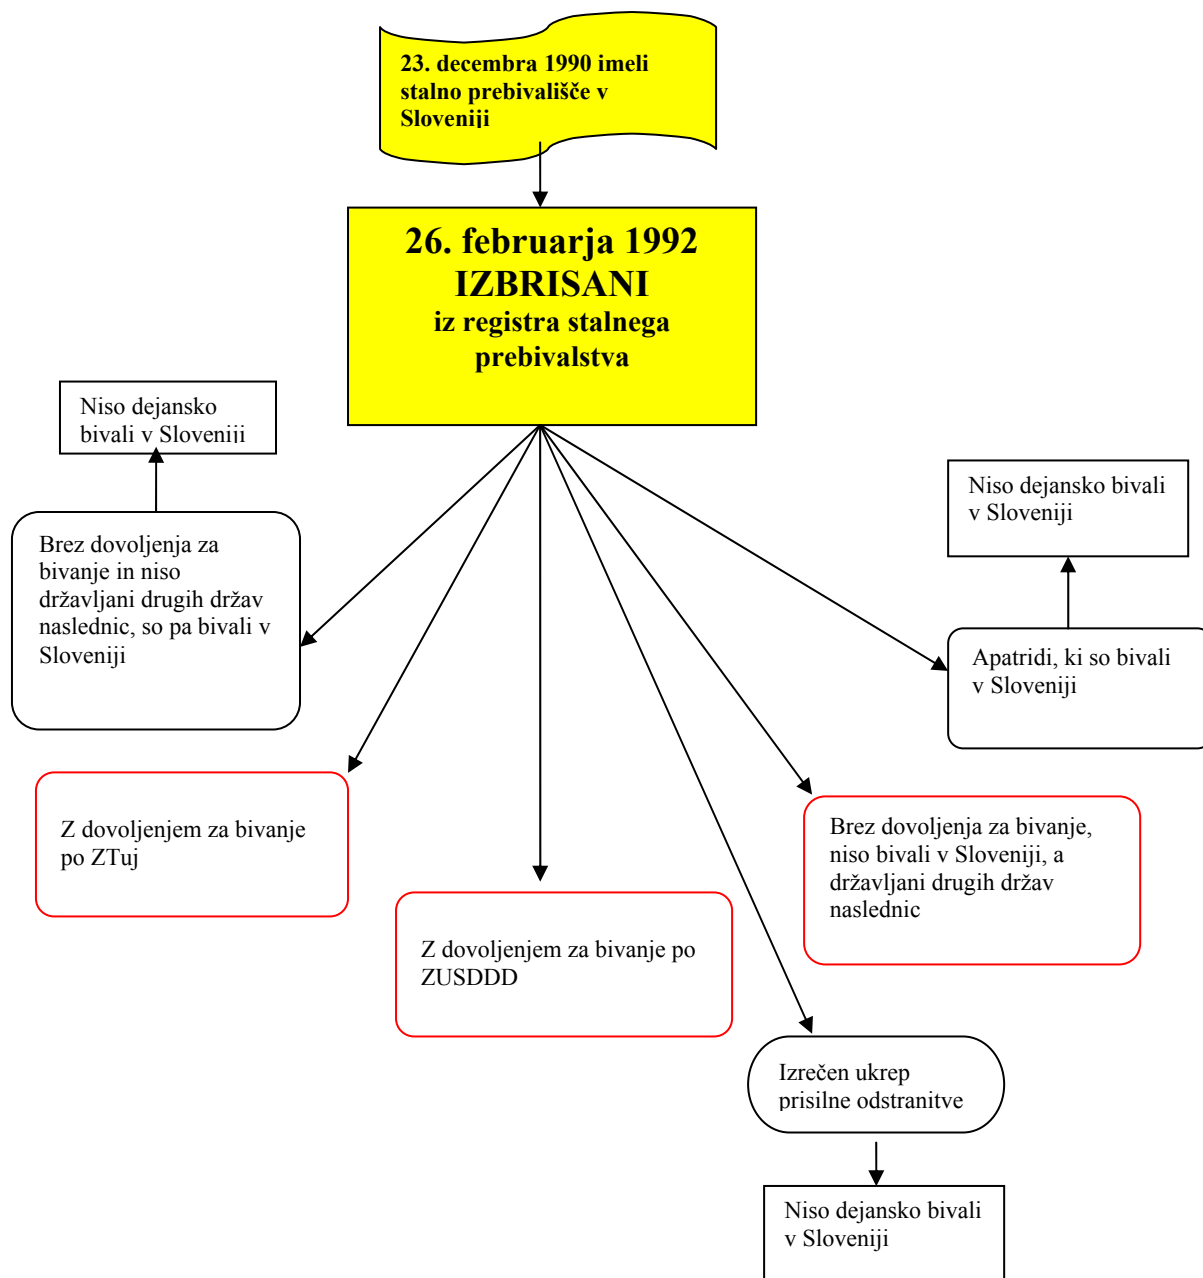 23. decembra 1990 imeli
stalno prebivališče v
Sloveniji
26. februarja 1992
IZBRISANI
iz registra stalnega
prebivalstva
Niso dejansko
bivali v Sloveniji
Niso dejansko bivali
v Sloveniji
Brez dovoljenja za
bivanje in niso
državljani drugih držav
naslednic, so pa bivali v
Sloveniji
Apatridi, ki so bivali
v Sloveniji
Z dovoljenjem za bivanje
po ZTuj
Brez dovoljenja za bivanje,
niso bivali v Sloveniji, a
državljani drugih držav
naslednic
Z dovoljenjem za bivanje po
ZUSDDD
Izrečen ukrep
prisilne odstranitve
Niso dejansko bivali
v Sloveniji